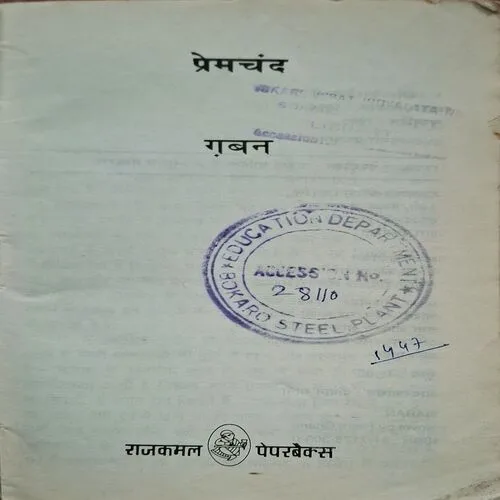 प्रेमचंद
ग़बन
EDUCATION DEPARTMENT
ACCESSION No.
28110
BOKARO STEEL PLANT
1447
राजकमल पेपरबैक्स